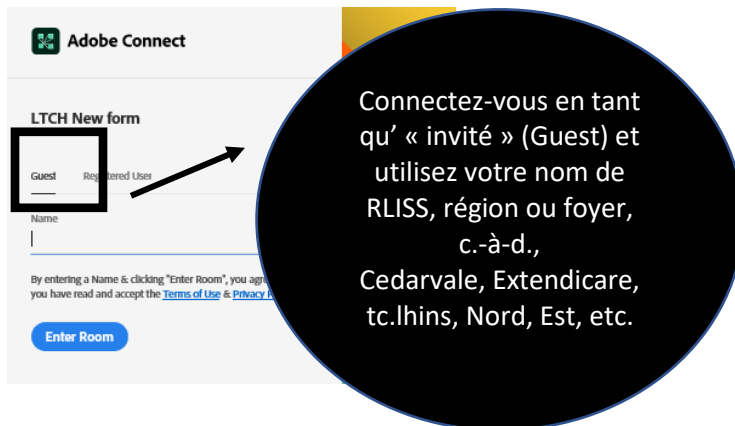 Adobe Connect
LTCH New form
Guest Registered User
Name
By entering a Name & clicking "Enter Room", you
you have read and accept the Terms of Use & Privacy
Enter Room
Connectez-vous en tant
qu’ « invité » (Guest) et
utilisez votre nom de
RLISS, région ou foyer,
c.-à-d.,
Cedarvale, Extendicare,
tc.lhins, Nord, Est, etc.